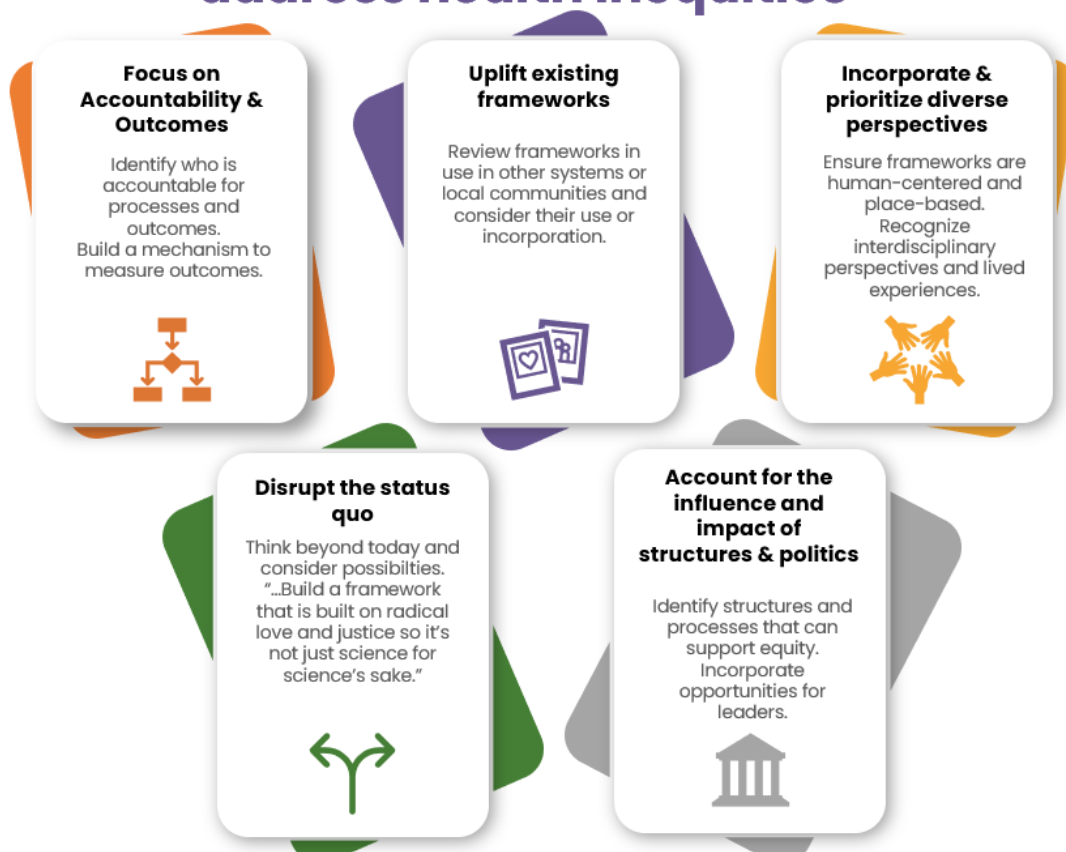 address health inequities
Focus on
Accountability &
Outcomes
Identify who is
accountable for
processes and
outcomes.
Build a mechanism to
measure outcomes.
Uplift existing
frameworks
Review frameworks in
use in other systems or
local communities and
consider their use or
incorporation.
Incorporate &
prioritize diverse
perspectives
Ensure frameworks are
human-centered and
place-based.
Recognize
interdisciplinary
perspectives and lived
experiences.
Disrupt the status
quo
Think beyond today and
consider possibilties.
“...Build a framework
that is built on radical
love and justice so it’s
not just science for
science’s sake.”
Account for the
influence and
impact of
structures & politics
Identify structures and
processes that can
support equity.
Incorporate
opportunities for
leaders.